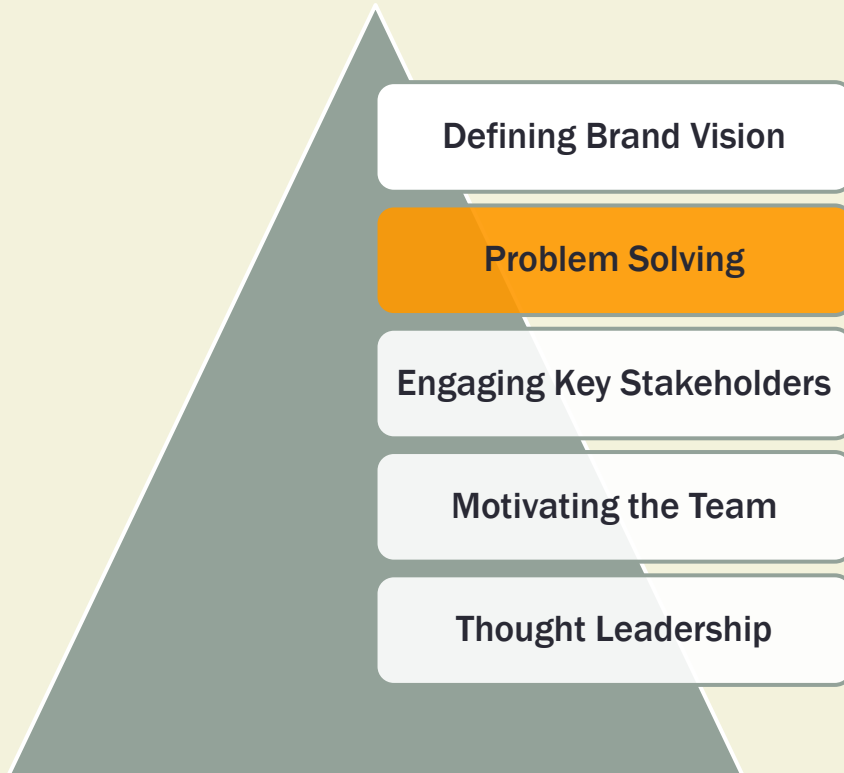 Defining Brand Vision
Problem Solving
Engaging Key Stakeholders
Motivating the Team
Thought Leadership